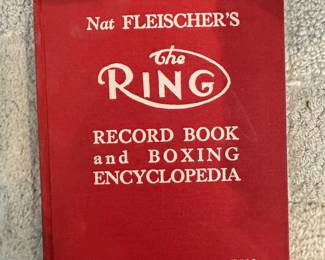 Nat FLEISCHER'S
The
RING
RECORD BOOK
and BOXING
ENCYCLOPEDIA